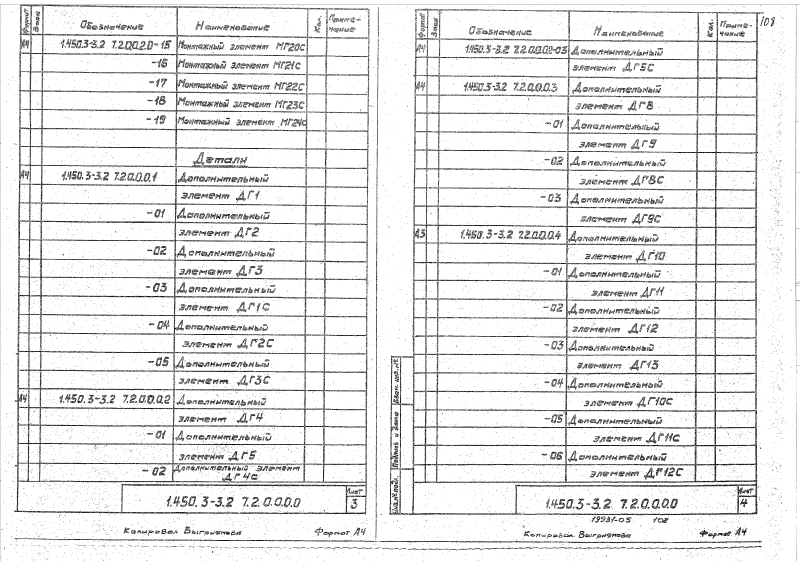 Формат
Зона
Обозначение
Наименование
Кол.
Приме-
чание
А4 1.450.3-3.2 7.2.0.0.2.0-15 Монтажный элемент МГ20С
-16 Монтажный элемент МГ21С
-17 Монтажный элемент МГ22С
-18 Монтажный элемент МГ23С
-19 Монтажный элемент МГ24С
Детали
А4 1.450.3-3.2 7.2.0.0.0.1 Дополнительный
элемент ДГ1
-01 Дополнительный
элемент ДГ2
-02 Дополнительный
элемент ДГ3
-03 Дополнительный
элемент ДГ1С
-04 Дополнительный
элемент ДГ2С
-05 Дополнительный
элемент ДГ3С
А4 1.450.3-3.2 7.2.0.0.0.2 Дополнительный
элемент ДГ4
-01 Дополнительный
элемент ДГ5
-02 Дополнительный элемент
ДГ4С
1.450.3-3.2 7.2.0.0.0.0
Лист
3
Копировал Выгриянова Формат А4
108
Формат
Зона
Обозначение
Наименование
Кол.
Приме-
чание
А4 1.450.3-3.2 7.2.0.0.0.2-03 Дополнительный
элемент ДГ5С
А4 1.450.3-3.2 7.2.0.0.0.3 Дополнительный
элемент ДГ8
-01 Дополнительный
элемент ДГ9
-02 Дополнительный
элемент ДГ8С
-03 Дополнительный
элемент ДГ9С
А3 1.450.3-3.2 7.2.0.0.0.4 Дополнительный
элемент ДГ10
-01 Дополнительный
элемент ДГ11
-02 Дополнительный
элемент ДГ12
-03 Дополнительный
элемент ДГ13
-04 Дополнительный
элемент ДГ10С
-05 Дополнительный
элемент ДГ11С
-06 Дополнительный
элемент ДГ12С
Взам. инв. №
Подпись и дата
Инв. № подл.
1.450.3-3.2 7.2.0.0.0.0
Лист
4
19931-05 108
Копировал Выгриянова Формат А4